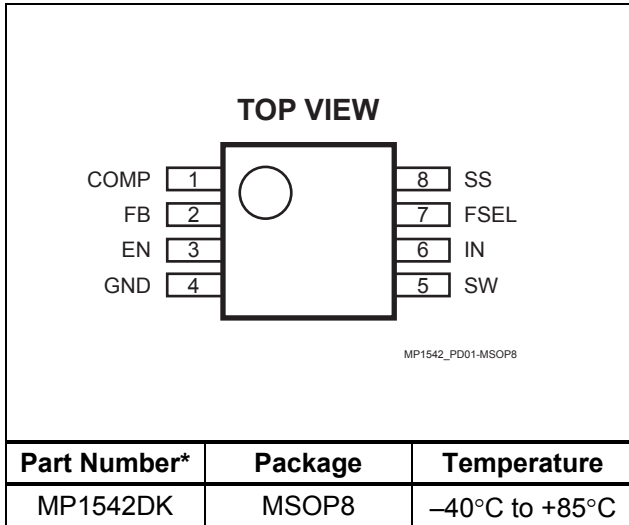 TOP VIEW
COMP 1 8 SS
FB 2 7 FSEL
EN 3 6 IN
GND 4 5 SW
MP1542_PD01-MSOP8
Part Number* Package Temperature
MP1542DK MSOP8 –40°C to +85°C